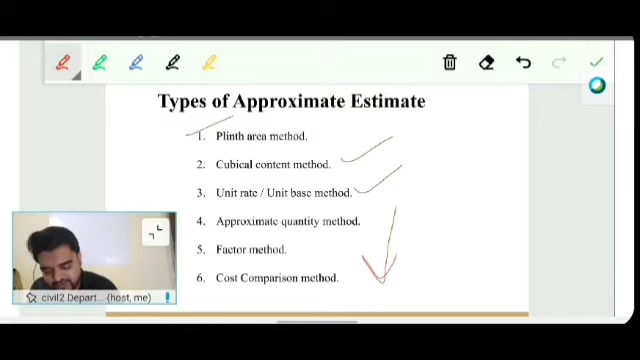 Types of Approximate Estimate
1. Plinth area method.
2. Cubical content method.
3. Unit rate / Unit base method.
4. Approximate quantity method.
5. Factor method.
6. Cost Comparison method.
civil2 Depart... (host, me)